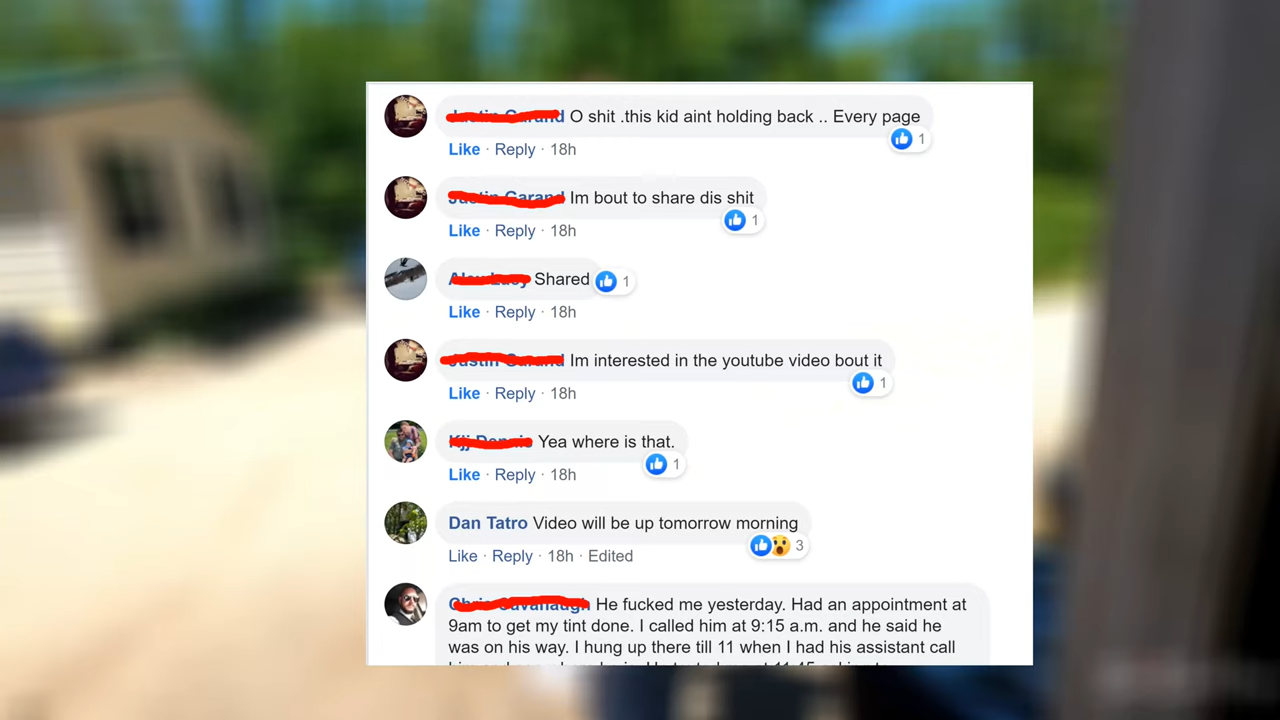 O shit .this kid aint holding back .. Every page
1
Like · Reply · 18h
Im bout to share dis shit
1
Like · Reply · 18h
Shared
1
Like · Reply · 18h
Im interested in the youtube video bout it
1
Like · Reply · 18h
Yea where is that.
1
Like · Reply · 18h
Dan Tatro Video will be up tomorrow morning
3
Like · Reply · 18h · Edited
He fucked me yesterday. Had an appointment at
9am to get my tint done. I called him at 9:15 a.m. and he said he
was on his way. I hung up there till 11 when I had his assistant call